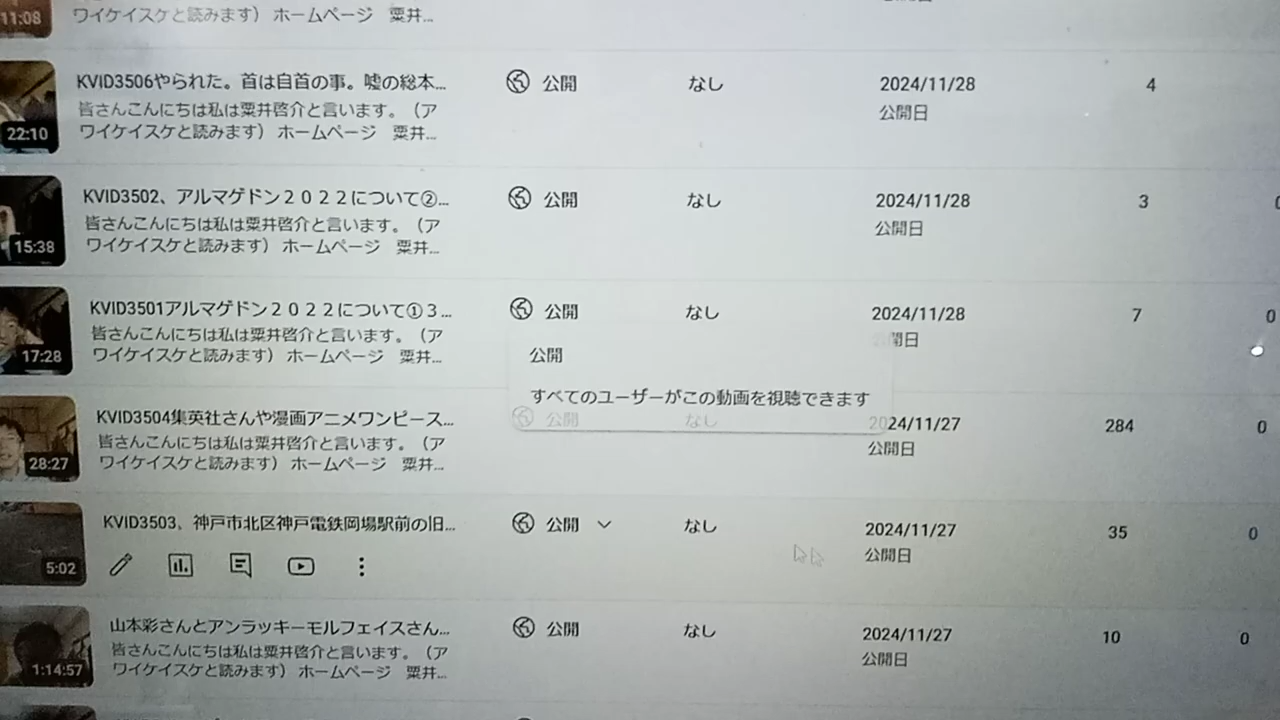 11:08
ワイケイスケと読みます） ホームページ 粟井…
KVID3506やられた。首は自首の事。嘘の総本…
公開
なし
2024/11/28
4
皆さんこんにちは私は粟井啓介と言います。（ア
公開日
22:10
ワイケイスケと読みます） ホームページ 粟井…
KVID3502、アルマゲドン２０２２について②…
公開
なし
2024/11/28
3
皆さんこんにちは私は粟井啓介と言います。（ア
公開日
15:38
ワイケイスケと読みます） ホームページ 粟井…
KVID3501アルマゲドン２０２２について①３…
公開
なし
2024/11/28
7
0
皆さんこんにちは私は粟井啓介と言います。（ア
開日
17:28
ワイケイスケと読みます） ホームページ 粟井…
公開
すべてのユーザーがこの動画を視聴できます
KVID3504集英社さんや漫画アニメワンピース…
公開
なし
2024/11/27
284
0
皆さんこんにちは私は粟井啓介と言います。（ア
公開日
28:27
ワイケイスケと読みます） ホームページ 粟井…
KVID3503、神戸市北区神戸電鉄岡場駅前の旧…
公開
なし
2024/11/27
35
0
公開日
5:02
山本彩さんとアンラッキーモルフェイスさん…
公開
なし
2024/11/27
10
0
皆さんこんにちは私は粟井啓介と言います。（ア
公開日
1:14:57
ワイケイスケと読みます） ホームページ 粟井…